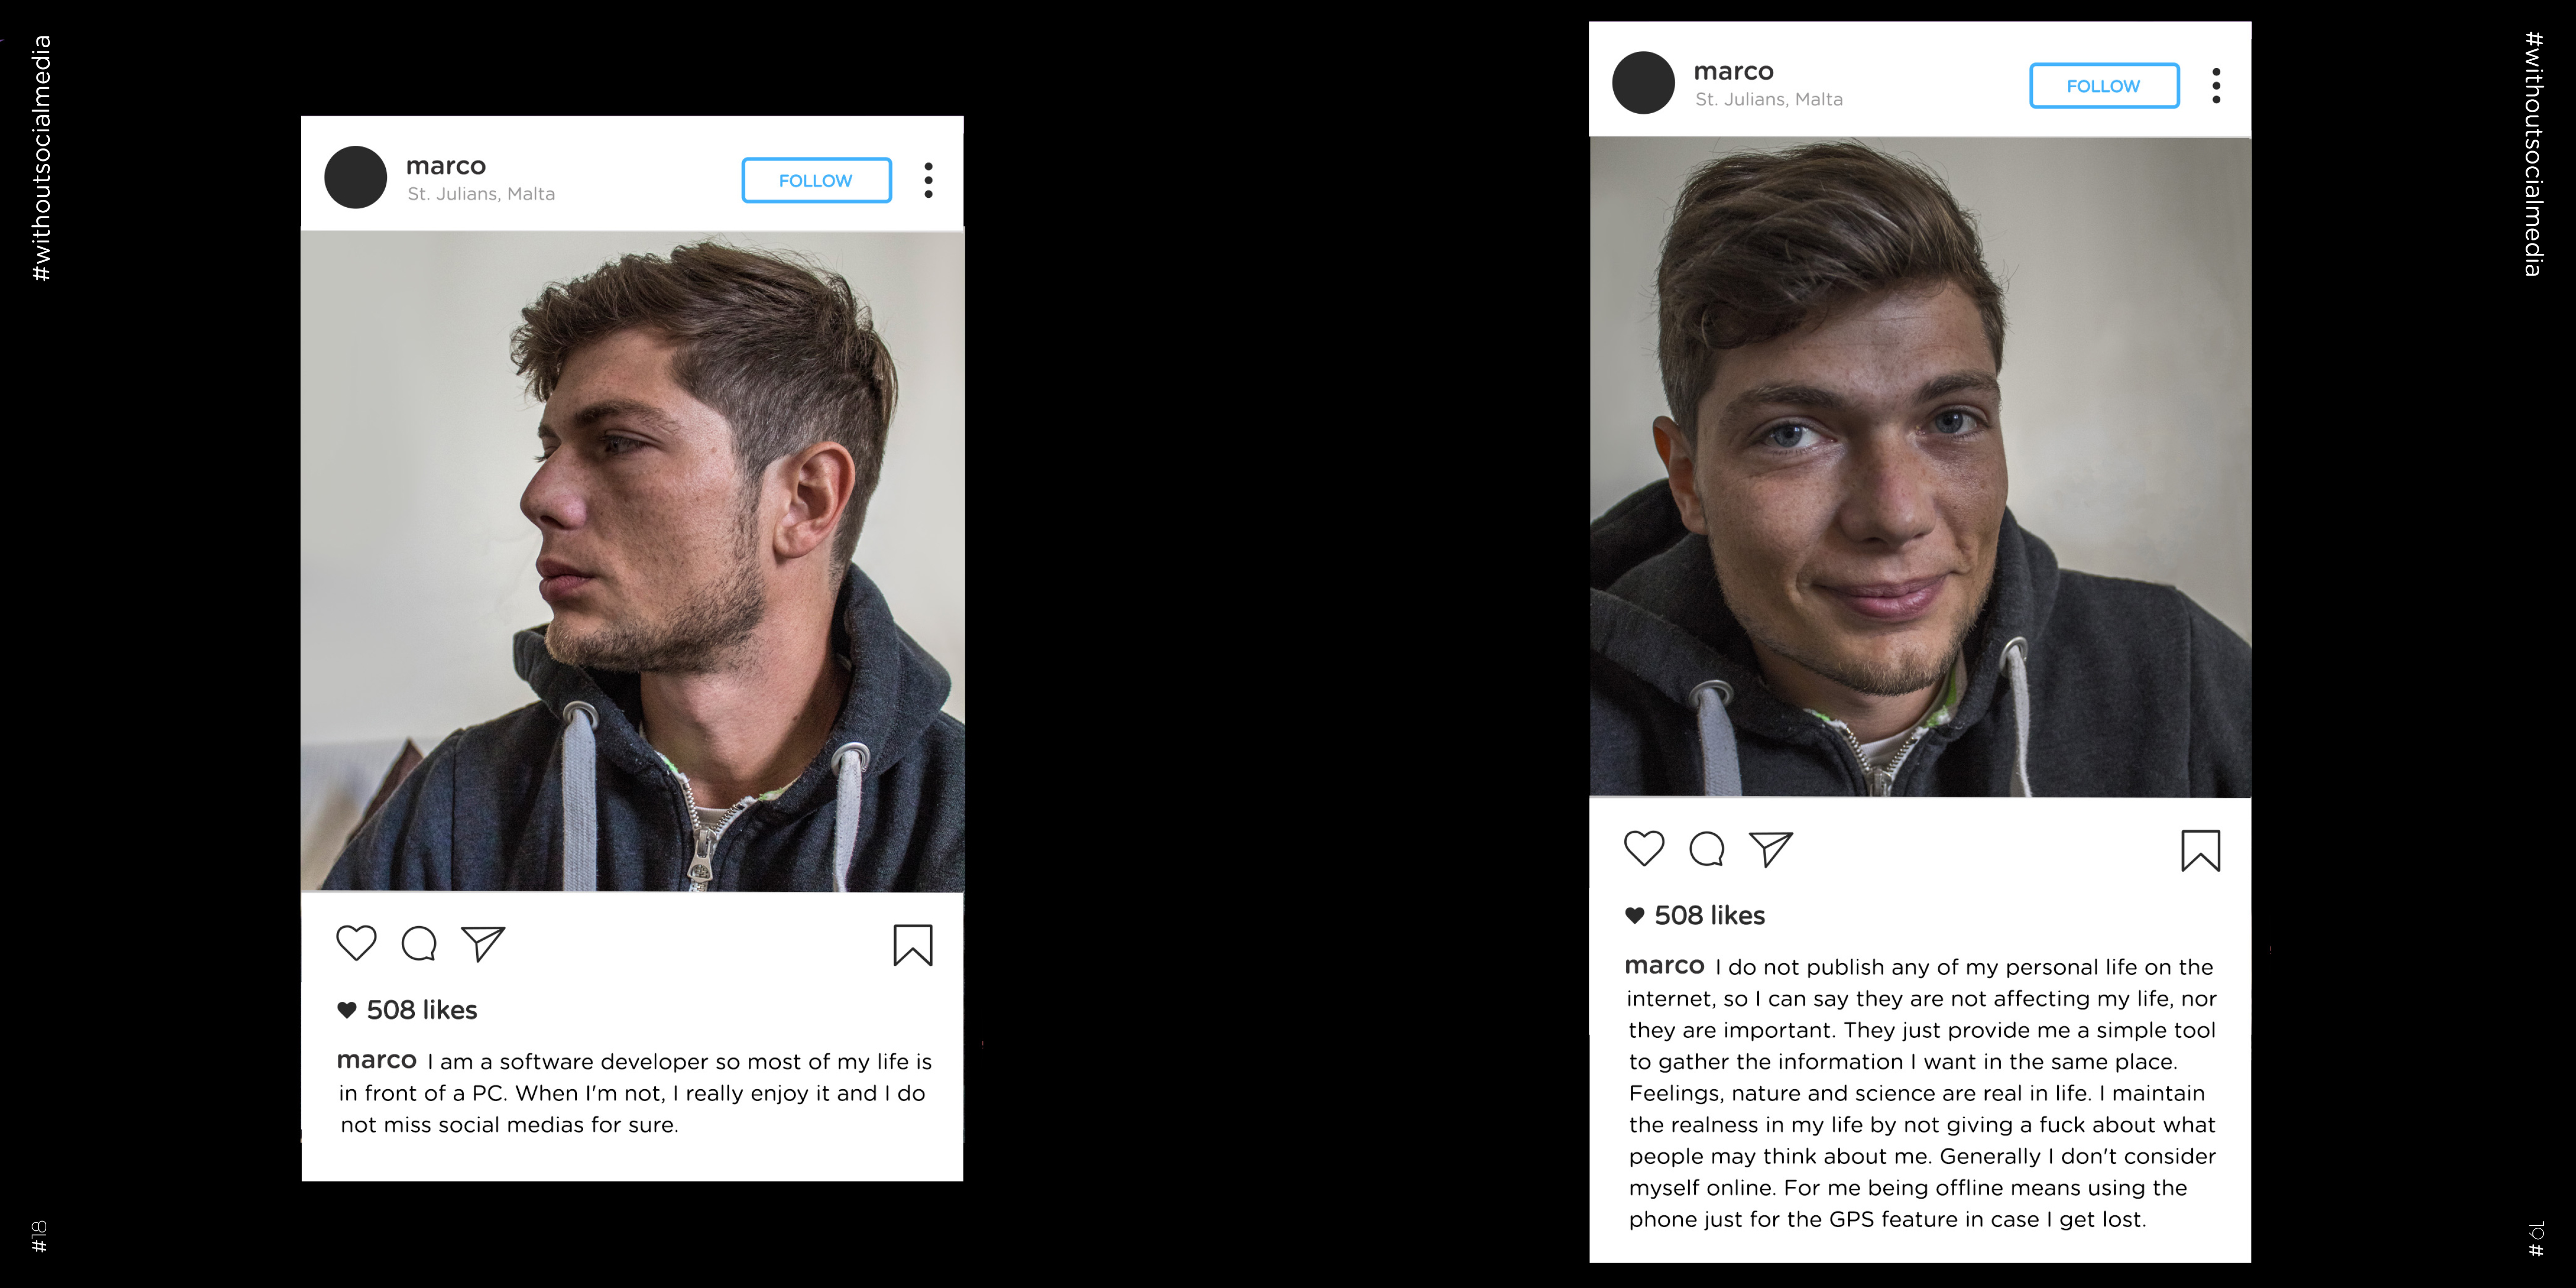 #withoutsocialmedia
marco
St. Julians, Malta
FOLLOW
508 likes
marco I am a software developer so most of my life is
in front of a PC. When I'm not, I really enjoy it and I do
not miss social medias for sure.
#18
marco
St. Julians, Malta
FOLLOW
508 likes
marco I do not publish any of my personal life on the
internet, so I can say they are not affecting my life, nor
they are important. They just provide me a simple tool
to gather the information I want in the same place.
Feelings, nature and science are real in life. I maintain
the realness in my life by not giving a fuck about what
people may think about me. Generally I don't consider
myself online. For me being offline means using the
phone just for the GPS feature in case I get lost.
#withoutsocialmedia
#19